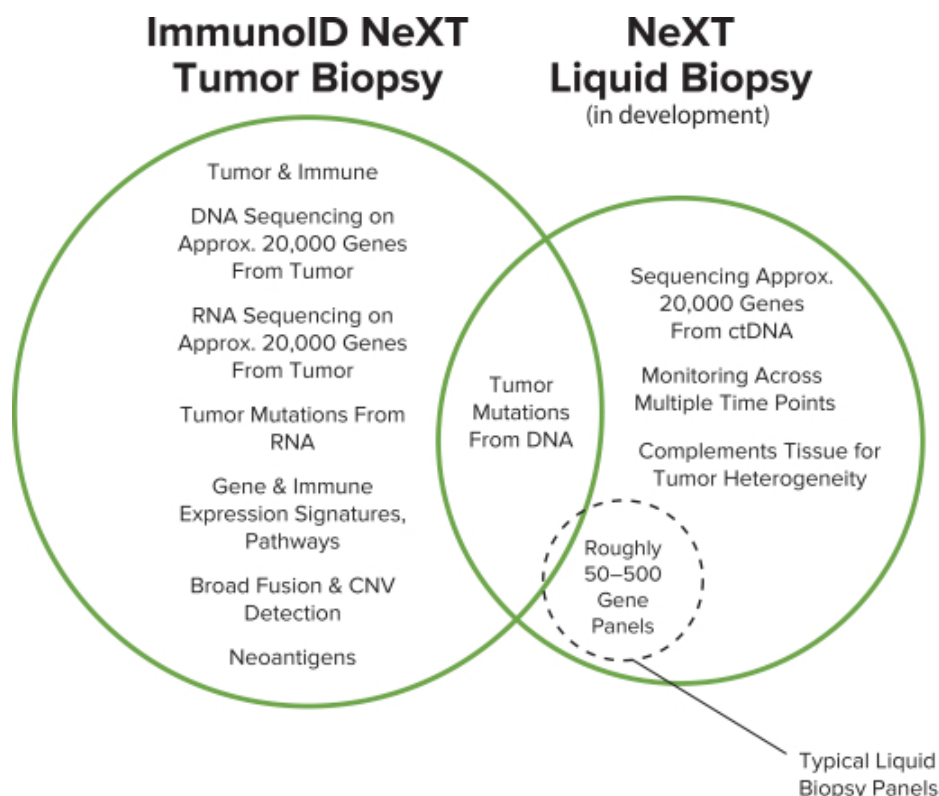 ImmunoID NeXT
Tumor Biopsy
NeXT
Liquid Biopsy
(in development)
Tumor & Immune
DNA Sequencing on
Approx. 20,000 Genes
From Tumor
RNA Sequencing on
Approx. 20,000 Genes
From Tumor
Tumor Mutations From
RNA
Gene & Immune
Expression Signatures,
Pathways
Broad Fusion & CNV
Detection
Neoantigens
Tumor
Mutations
From DNA
Sequencing Approx.
20,000 Genes
From ctDNA
Monitoring Across
Multiple Time Points
Complements Tissue for
Tumor Heterogeneity
Roughly
50–500
Gene
Panels
Typical Liquid
Biopsy Panels